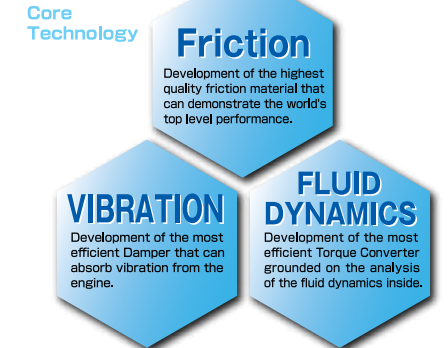 Core
Technology
Friction
Development of the highest
quality friction material that
can demonstrate the world's
top level performance.
VIBRATION
Development of the most
efficient Damper that can
absorb vibration from the
engine.
FLUID
DYNAMICS
Development of the most
efficient Torque Converter
grounded on the analysis
of the fluid dynamics inside.